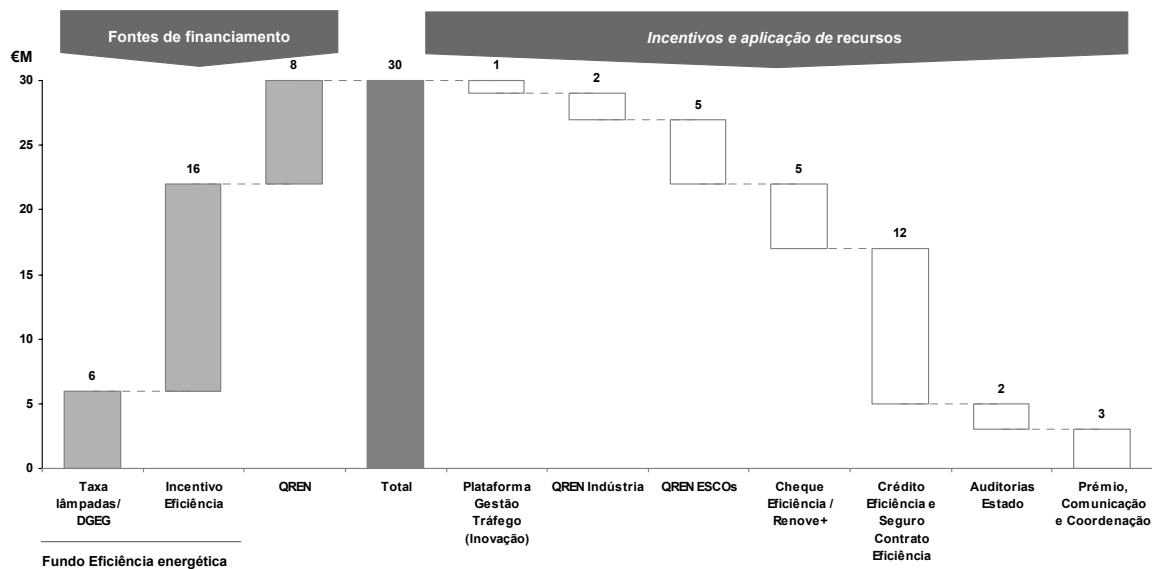 Fontes de financiamento
Incentivos e aplicação de recursos
€M
30
25
20
15
10
5
0
6
16
8
30
1
2
5
5
12
2
3
Taxa
lâmpadas/
DGEG
Incentivo
Eficiência
QREN
Total
Plataforma
Gestão
Tráfego
(Inovação)
QREN Indústria
QREN ESCOs
Cheque
Eficiência /
Renove+
Crédito
Eficiência e
Seguro
Contrato
Eficiência
Auditorias
Estado
Prémio,
Comunicação
e Coordenação
Fundo Eficiência energética